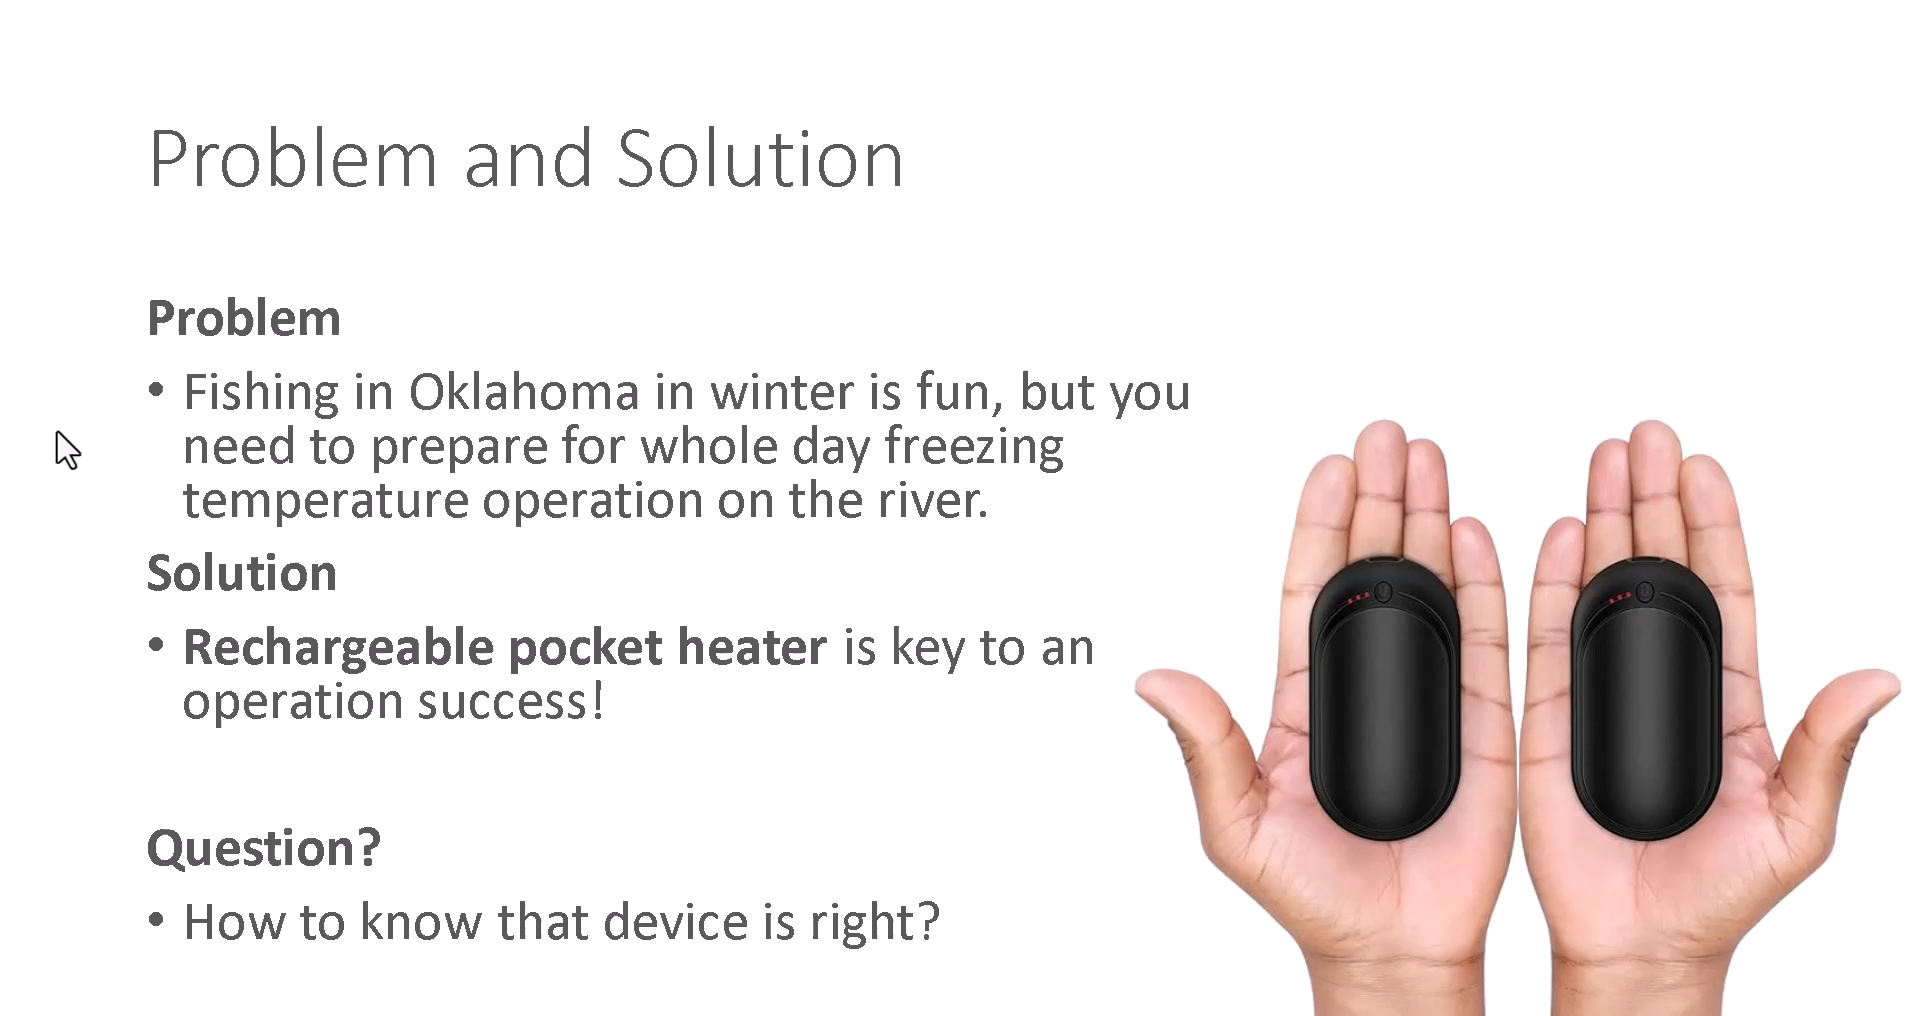 Problem and Solution
Problem
• Fishing in Oklahoma in winter is fun, but you
need to prepare for whole day freezing
temperature operation on the river.
Solution
• Rechargeable pocket heater is key to an
operation success!
Question?
• How to know that device is right?